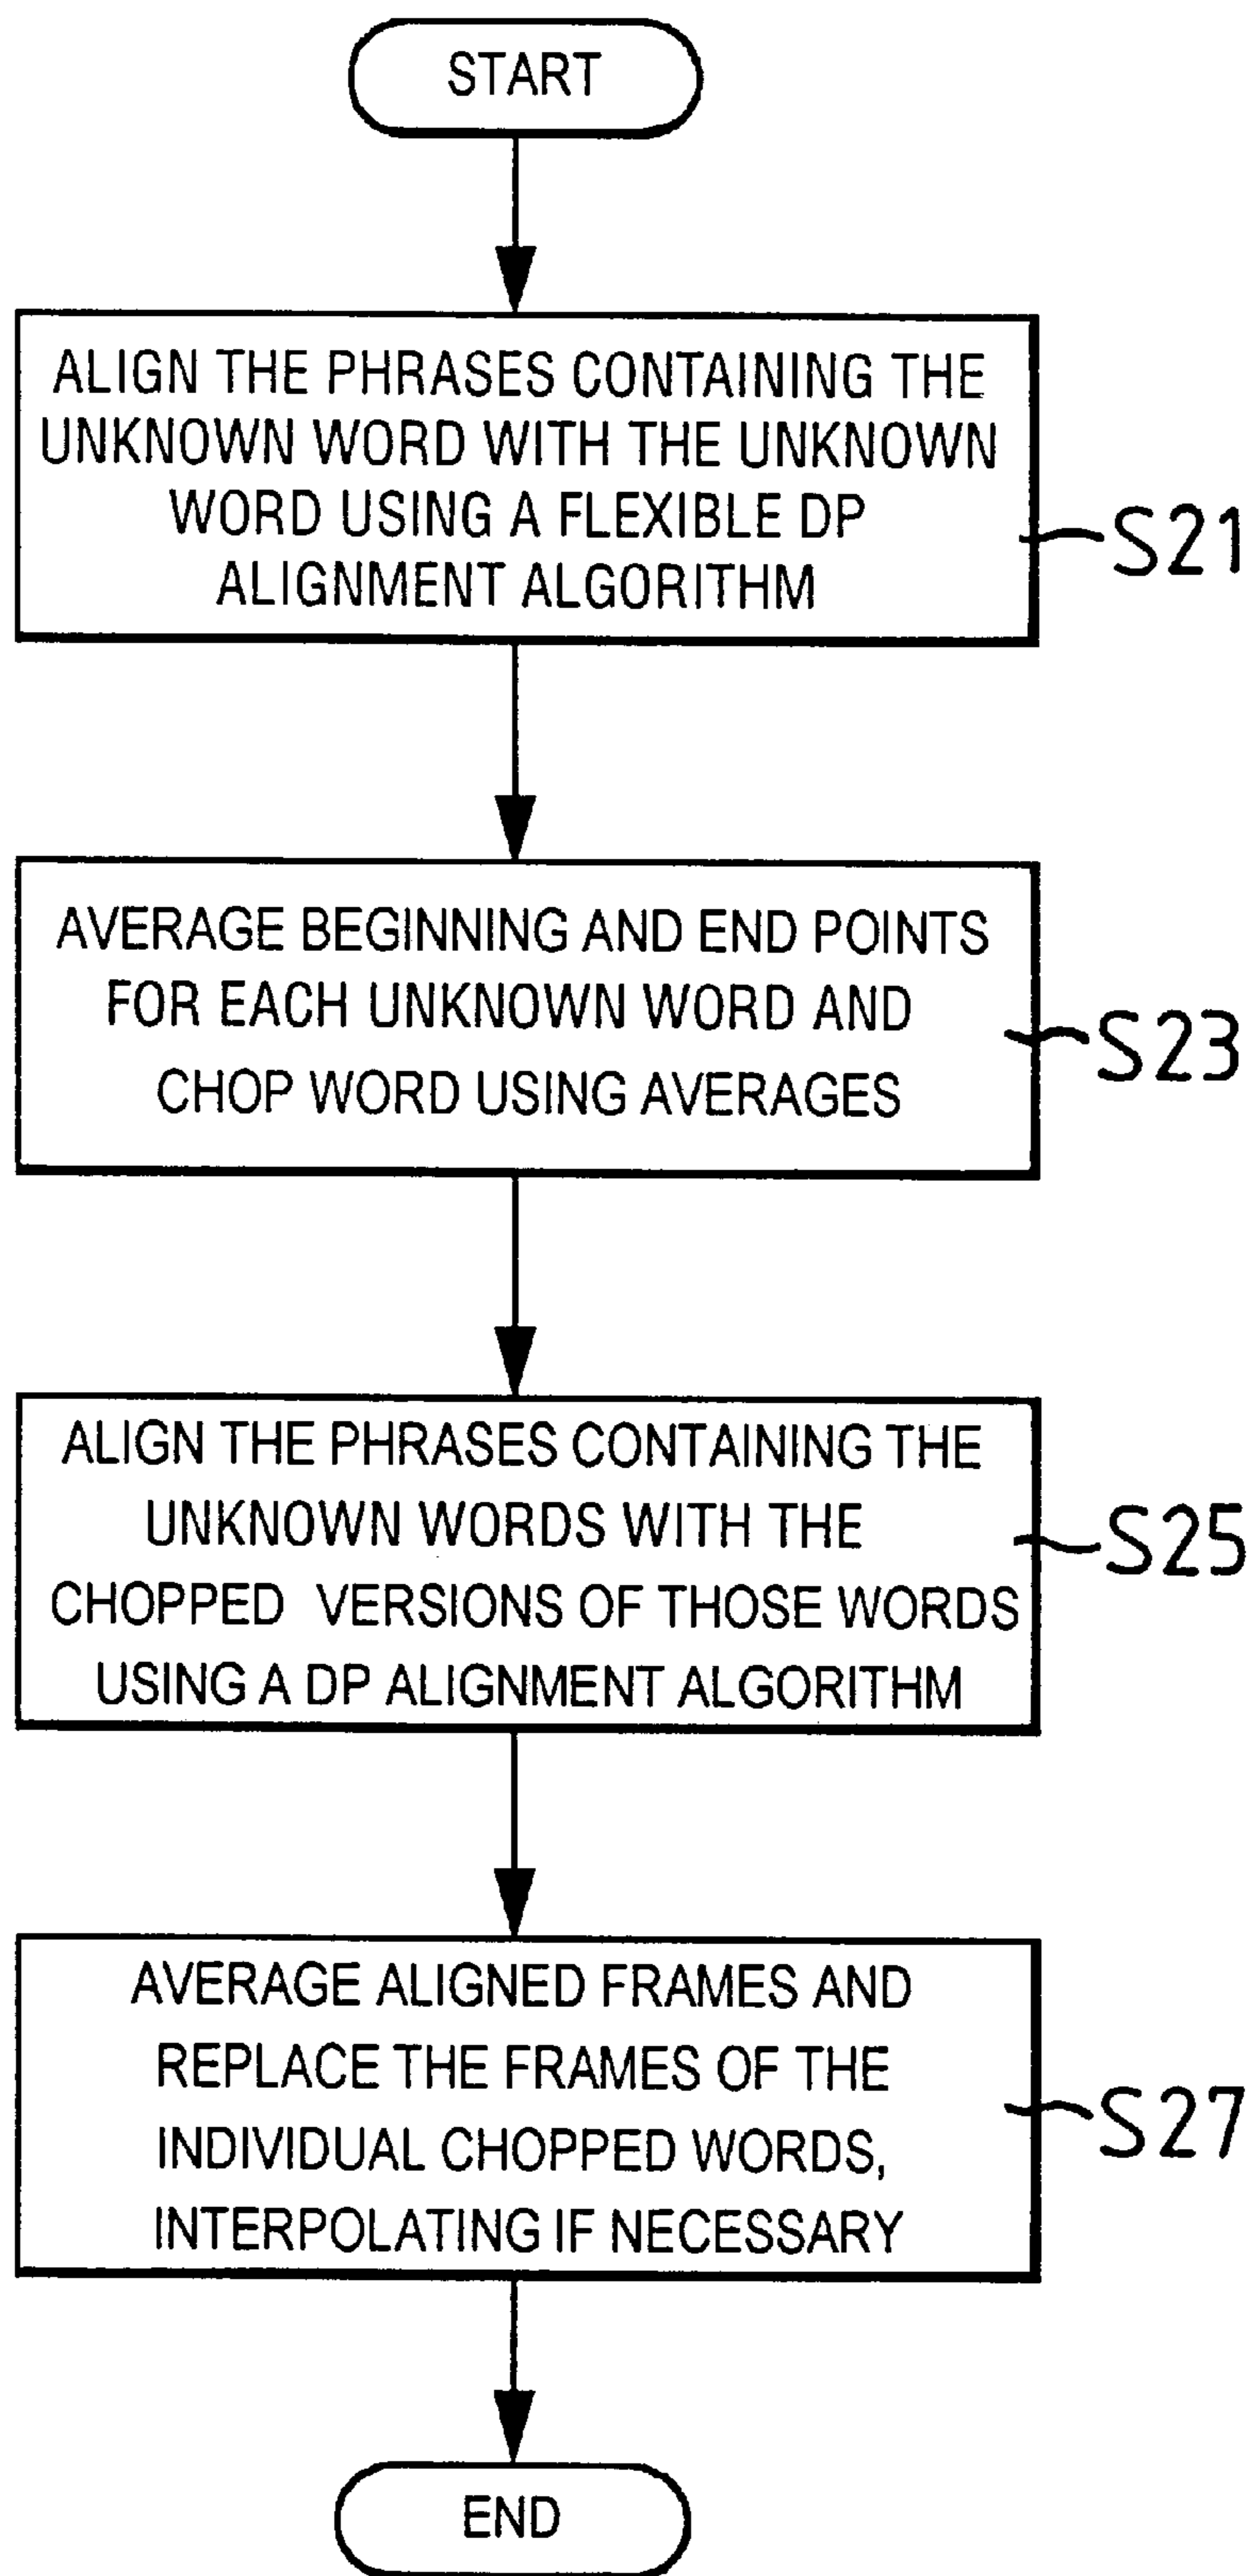 START
ALIGN THE PHRASES CONTAINING THE
UNKNOWN WORD WITH THE UNKNOWN
WORD USING A FLEXIBLE DP
ALIGNMENT ALGORITHM
S21
AVERAGE BEGINNING AND END POINTS
FOR EACH UNKNOWN WORD AND
CHOP WORD USING AVERAGES
S23
ALIGN THE PHRASES CONTAINING THE
UNKNOWN WORDS WITH THE
CHOPPED VERSIONS OF THOSE WORDS
USING A DP ALIGNMENT ALGORITHM
S25
AVERAGE ALIGNED FRAMES AND
REPLACE THE FRAMES OF THE
INDIVIDUAL CHOPPED WORDS,
INTERPOLATING IF NECESSARY
S27
END